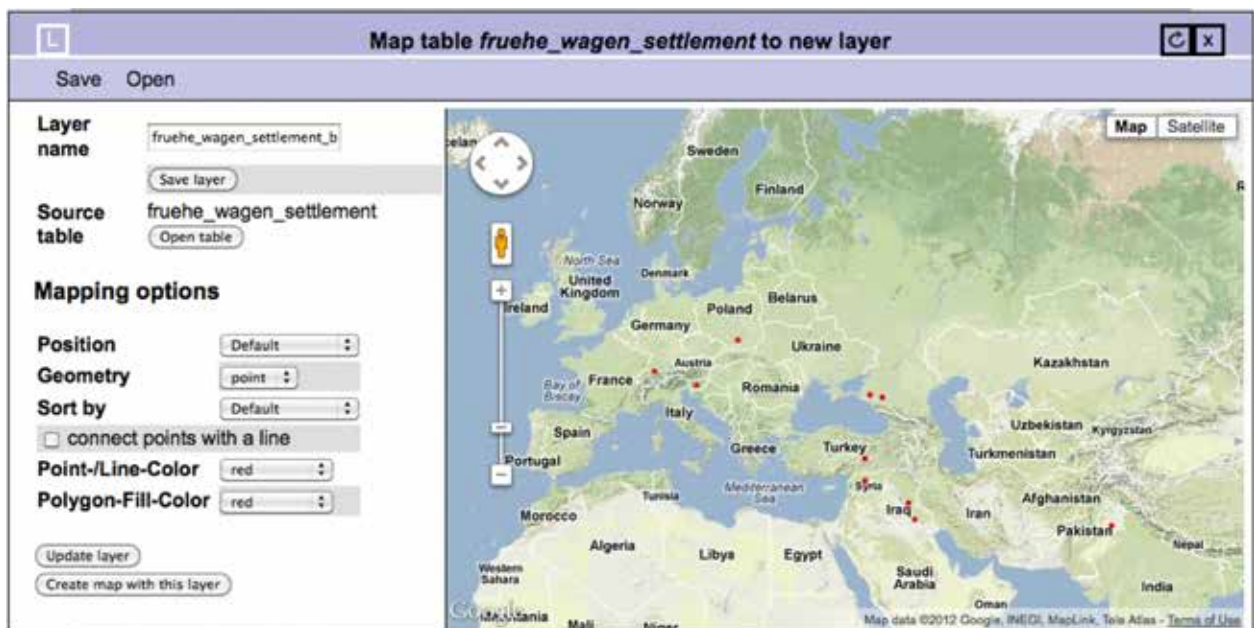 L
Map table fruehe_wagen_settlement to new layer
X
Save Open
Layer name
fruehe_wagen_settlement_b
Save layer
Source table
fruehe_wagen_settlement
Open table
Mapping options
Position
Default
Geometry
point
Sort by
Default
connect points with a line
Point-/Line-Color
red
Polygon-Fill-Color
red
Update layer
Create map with this layer
Map Satellite
Sweden
Finland
Norway
North Sea
Denmark
United Kingdom
Ireland
Belarus
Poland
Germany
Ukraine
Austria
Kazakhstan
Bay of Biscay
France
Romania
Italy
Spain
Uzbekistan
Kyrgyzstan
Portugal
Greece
Turkey
Turkmenistan
Mediterranean Sea
Syria
Tunisia
Afghanistan
Iraq
Iran
Morocco
Pakistan
Nepal
Algeria
Libya
Egypt
Western Sahara
Saudi Arabia
India
Oman
Google
Mauritania
Mali
Niger
Map data ©2012 Google, INEGI, MapLink, Tele Atlas - Terms of Use